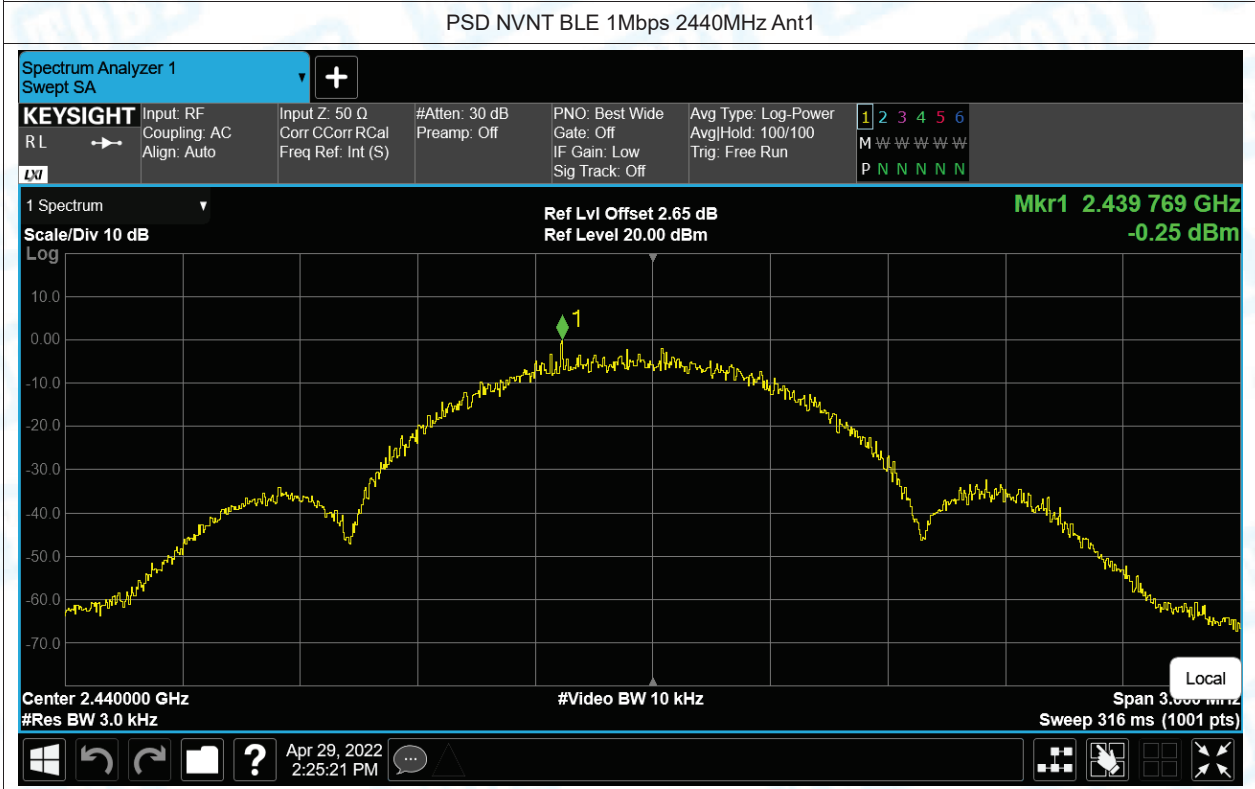 PSD NVNT BLE 1Mbps 2440MHz Ant1
Spectrum Analyzer 1
Swept SA
KEYSIGHT
RL
LXI
Input: RF
Coupling: AC
Align: Auto
Input Z: 50 Ω
Corr CCorr RCal
Freq Ref: Int (S)
#Atten: 30 dB
Preamp: Off
PNO: Best Wide
Gate: Off
IF Gain: Low
Sig Track: Off
Avg Type: Log-Power
Avg|Hold: 100/100
Trig: Free Run
1 2 3 4 5 6
M W W W W W
P N N N N N
1 Spectrum
Scale/Div 10 dB
Ref Lvl Offset 2.65 dB
Ref Level 20.00 dBm
Mkr1 2.439 769 GHz
-0.25 dBm
Log
10.0
0.00
-10.0
-20.0
-30.0
-40.0
-50.0
-60.0
-70.0
1
Center 2.440000 GHz
#Res BW 3.0 kHz
#Video BW 10 kHz
Local
Span 3.000 MHz
Sweep 316 ms (1001 pts)
?
Apr 29, 2022
2:25:21 PM